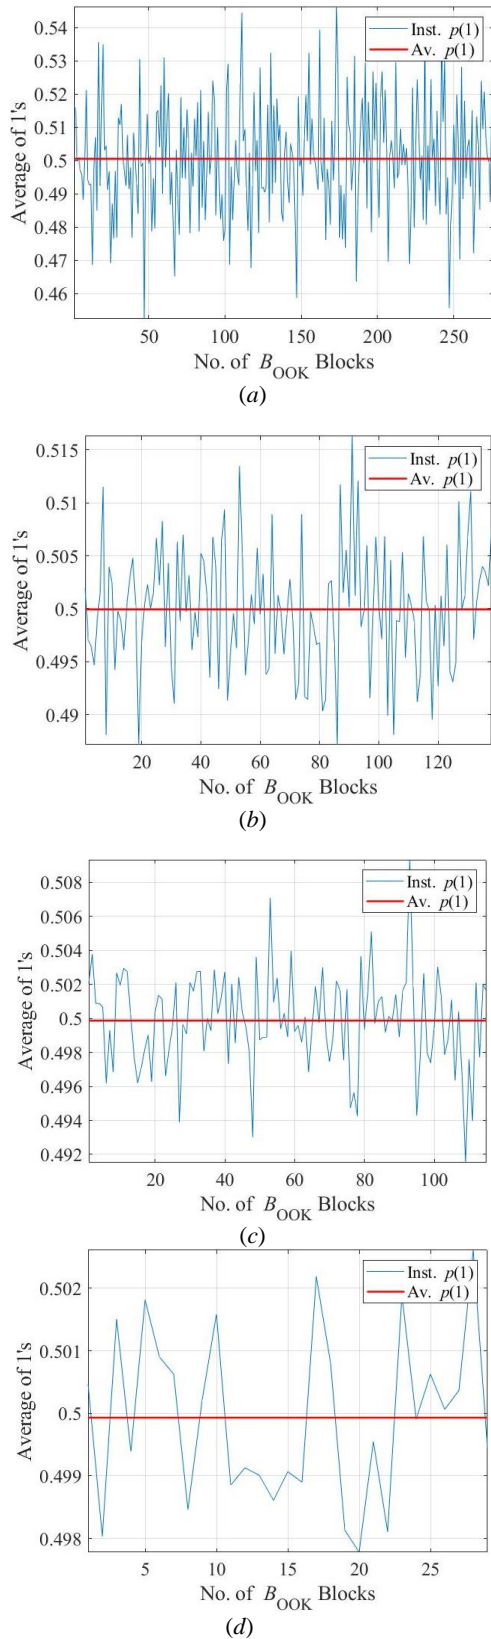 0.54
0.53
0.52
0.51
0.5
0.49
0.48
0.47
0.46
Average of 1's
Inst. p(1)
Av. p(1)
50 100 150 200 250
No. of B_OOK Blocks
(a)
0.515
0.51
0.505
0.5
0.495
0.49
Average of 1's
Inst. p(1)
Av. p(1)
20 40 60 80 100 120
No. of B_OOK Blocks
(b)
0.508
0.506
0.504
0.502
0.5
0.498
0.496
0.494
0.492
Average of 1's
Inst. p(1)
Av. p(1)
20 40 60 80 100
No. of B_OOK Blocks
(c)
0.502
0.501
0.5
0.499
0.498
Average of 1's
Inst. p(1)
Av. p(1)
5 10 15 20 25
No. of B_OOK Blocks
(d)